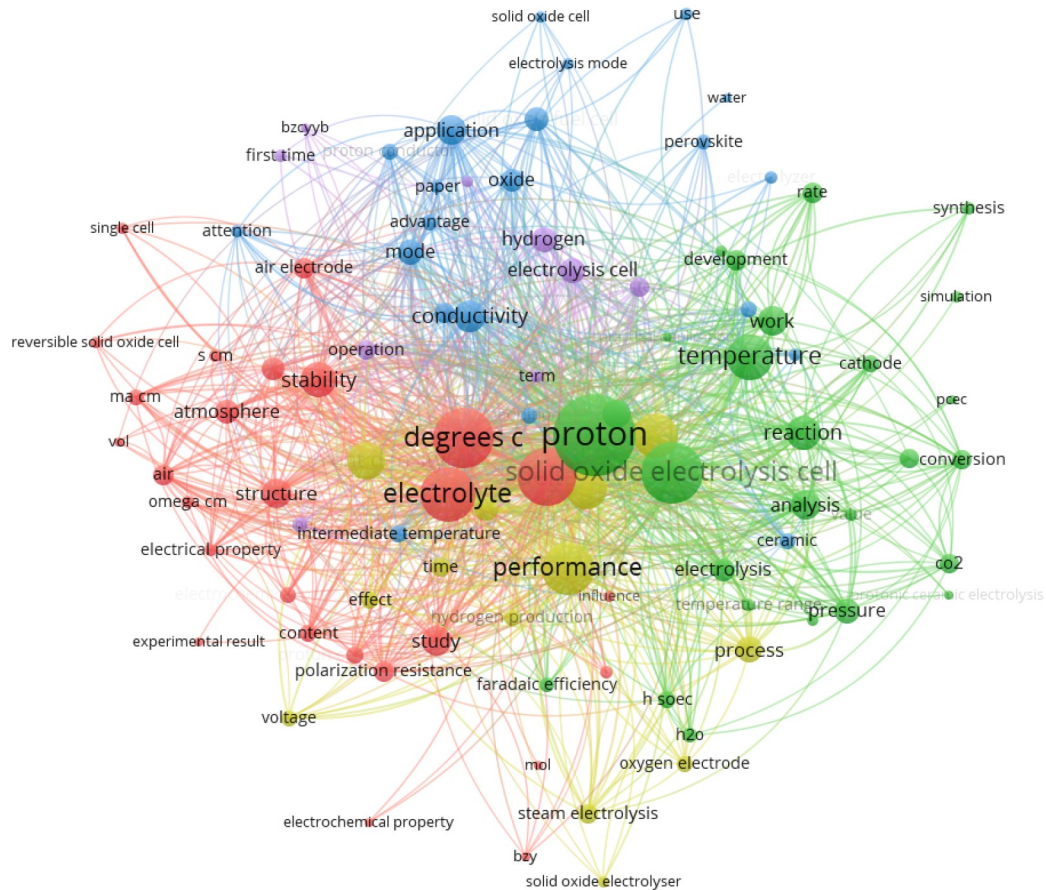 solid oxide cell
use
electrolysis mode
water
application
bzcyyb
perovskite
first time
proton conductor
electrolyzer
paper
oxide
rate
synthesis
advantage
single cell
attention
hydrogen
mode
development
air electrode
electrolysis cell
simulation
conductivity
work
reversible solid oxide cell
operation
s cm
temperature
cathode
stability
term
ma cm
pcec
atmosphere
degrees c
proton
reaction
vol
conversion
air
solid oxide electrolysis cell
structure
electrolyte
omega cm
analysis
value
intermediate temperature
ceramic
electrical property
co2
time
performance
electrolysis
protonic ceramic electrolysis
influence
effect
temperature range
pressure
hydrogen production
content
experimental result
study
process
polarization resistance
faradaic efficiency
h soec
voltage
h2o
mol
oxygen electrode
steam electrolysis
electrochemical property
bzy
solid oxide electrolyser